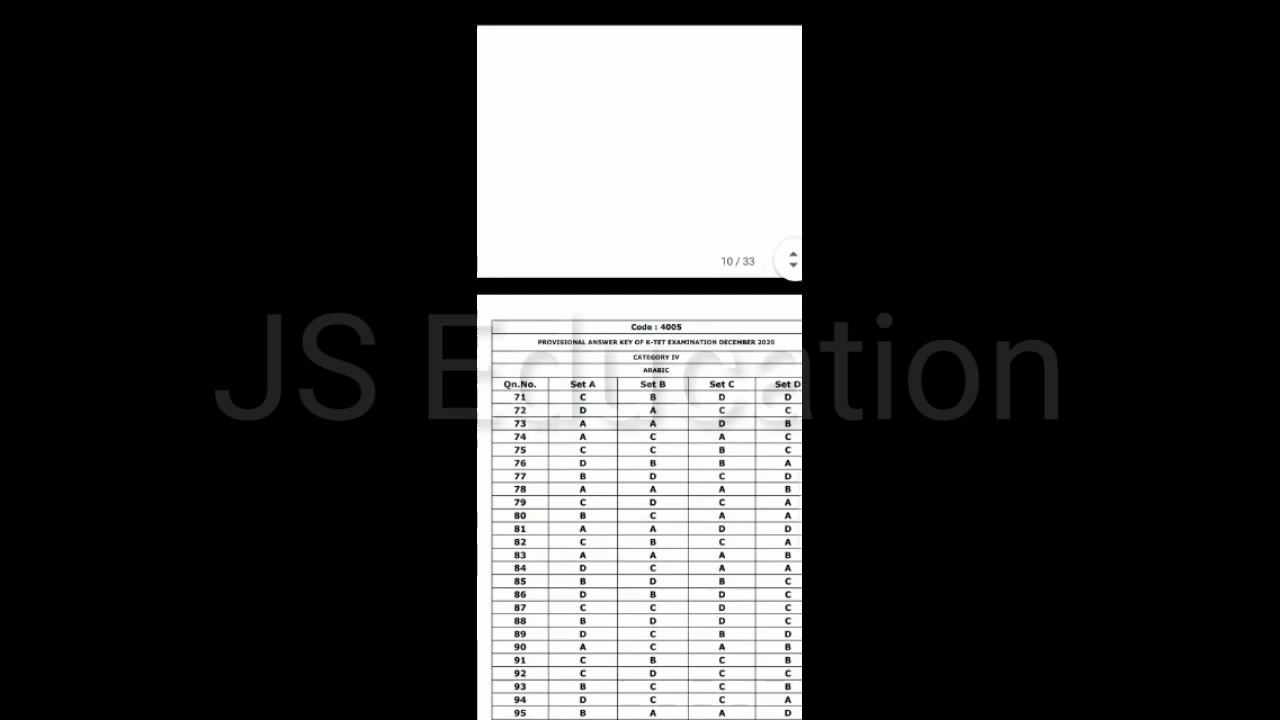 10 / 33
JS Education
Code : 4005
PROVISIONAL ANSWER KEY OF K-TET EXAMINATION DECEMBER 2020
CATEGORY IV
ARABIC
Qn.No. Set A Set B Set C Set D
71 C B D D
72 D A C C
73 A A D B
74 A C A C
75 C C B C
76 D B B A
77 B D C D
78 A A A B
79 C D C A
80 B C A A
81 A A D D
82 C B C A
83 A A A B
84 D C A A
85 B D B C
86 D B D C
87 C C D C
88 B D D C
89 D C B D
90 A C A B
91 C B C B
92 C D C C
93 B C C B
94 D C C A
95 B A A D